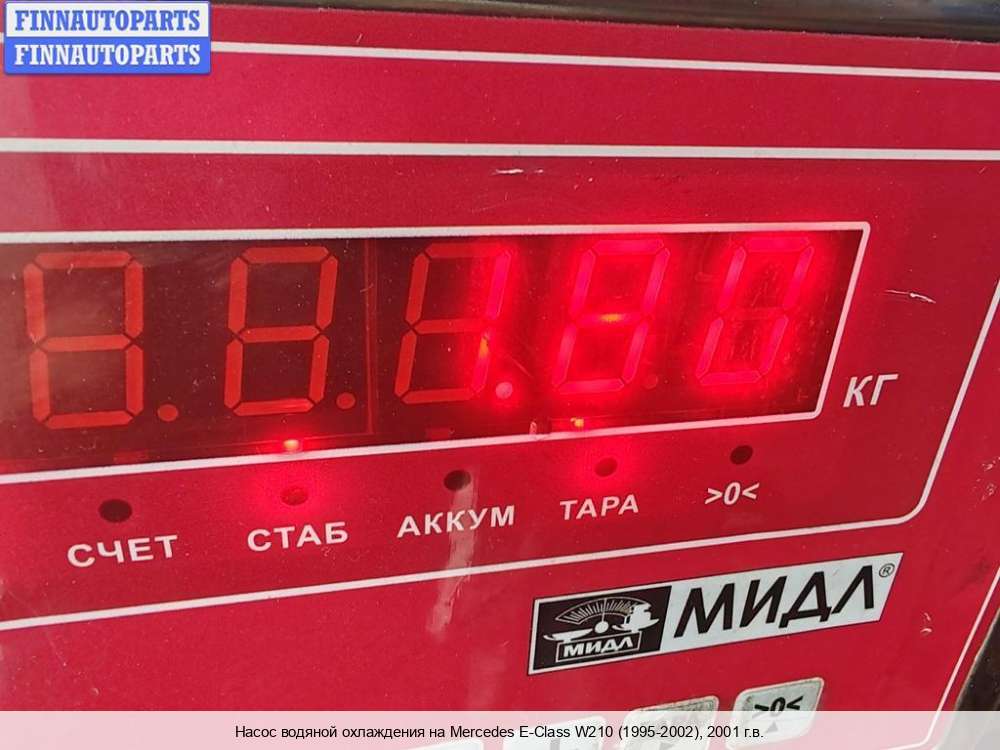 FINNAUTOPARTS
FINNAUTOPARTS
КГ
СЧЕТ СТАБ АККУМ ТАРА >0<
МИДЛ МИДЛ®
>0<
Насос водяной охлаждения на Mercedes E-Class W210 (1995-2002), 2001 г.в.